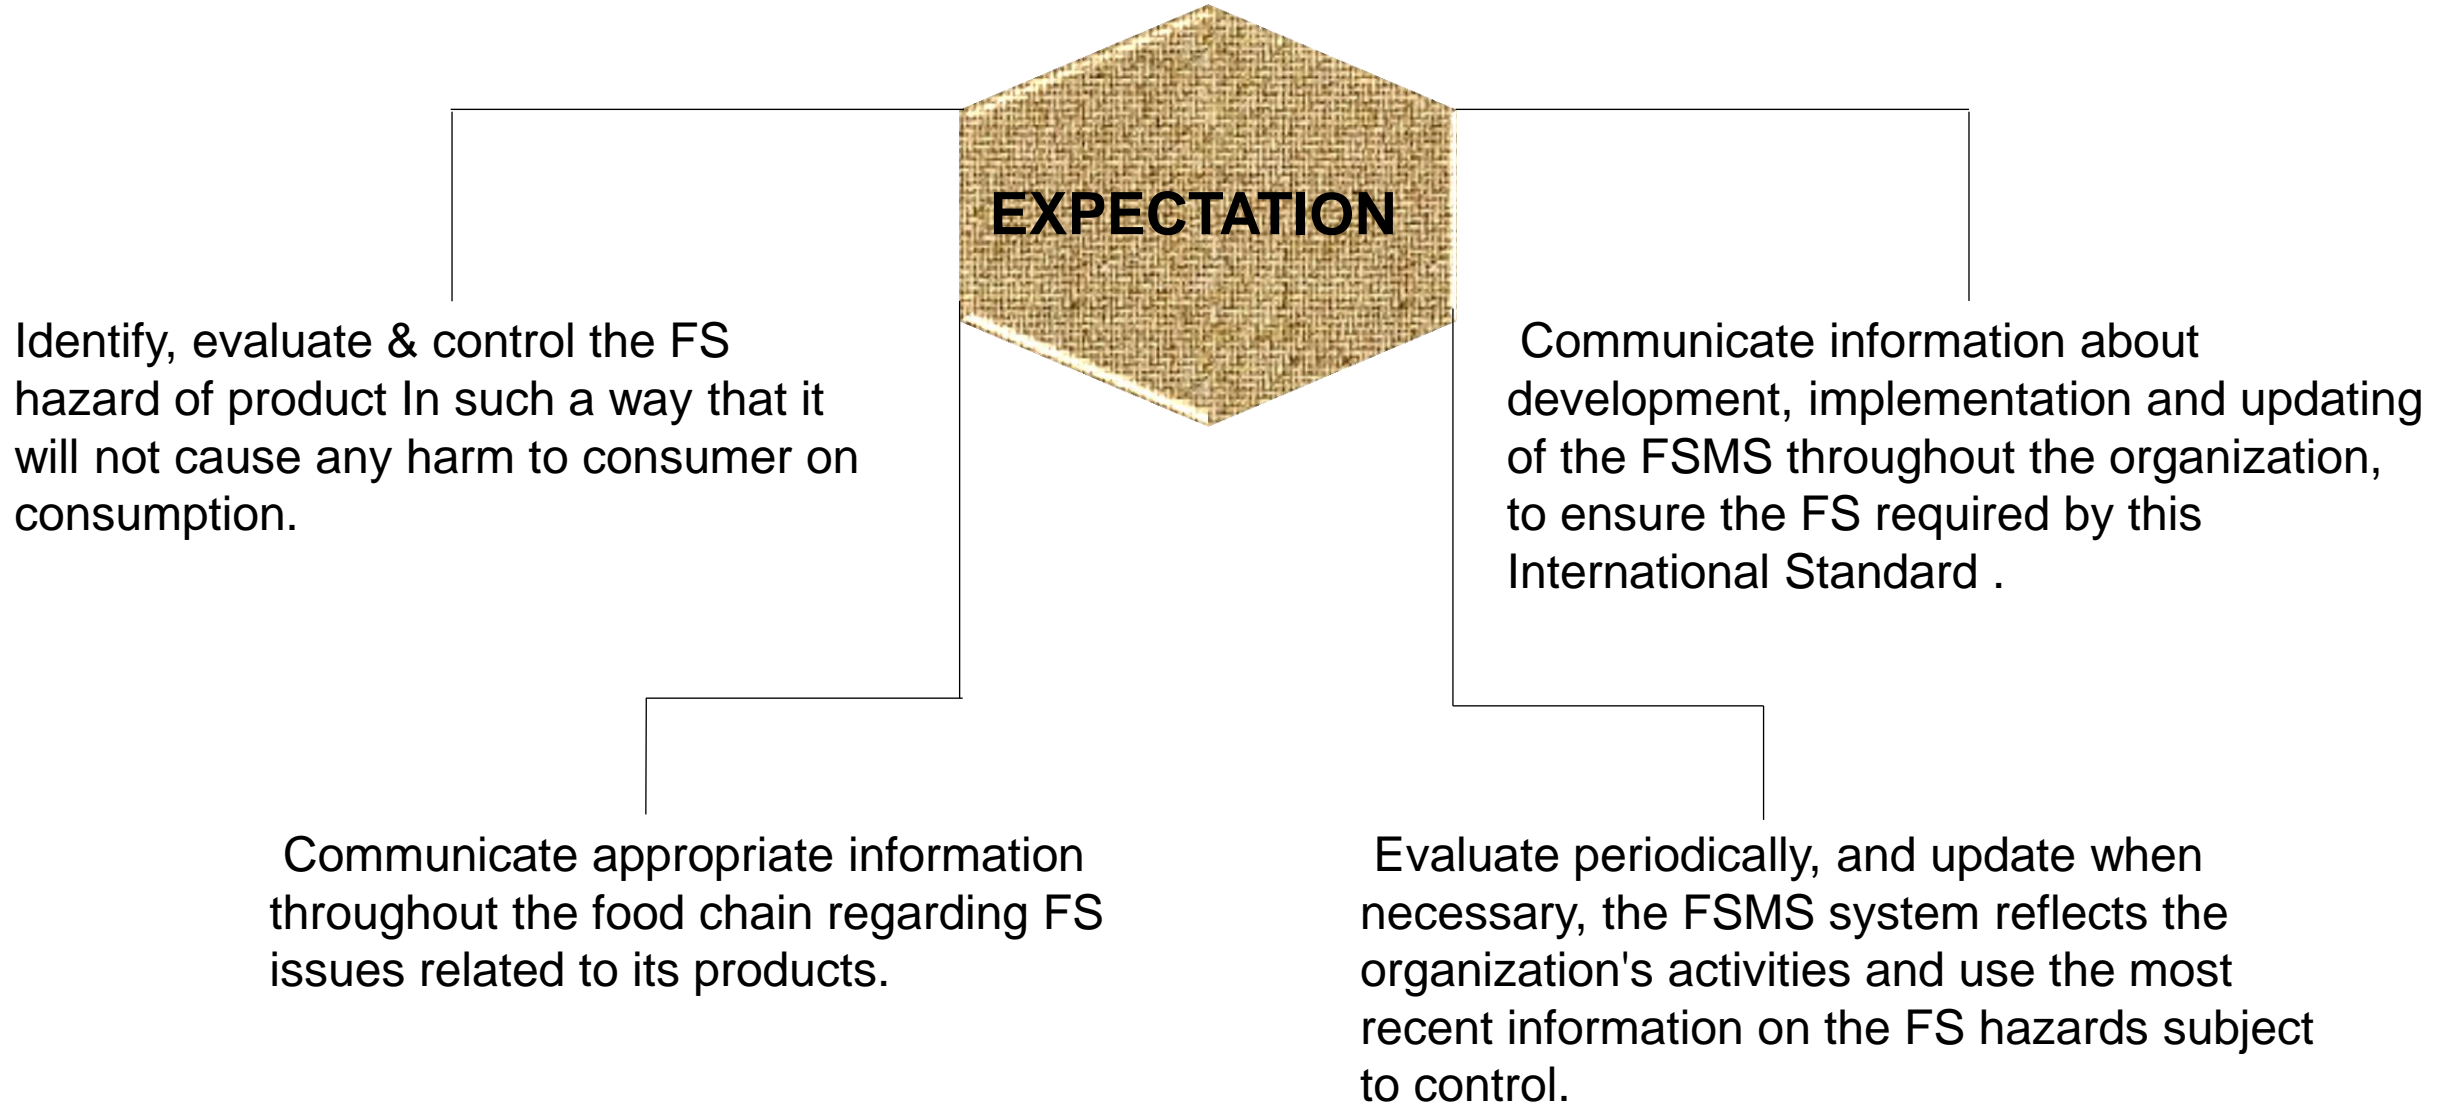 EXPECTATION
Identify, evaluate & control the FS
hazard of product In such a way that it
will not cause any harm to consumer on
consumption.
Communicate information about
development, implementation and updating
of the FSMS throughout the organization,
to ensure the FS required by this
International Standard .
Communicate appropriate information
throughout the food chain regarding FS
issues related to its products.
Evaluate periodically, and update when
necessary, the FSMS system reflects the
organization's activities and use the most
recent information on the FS hazards subject
to control.